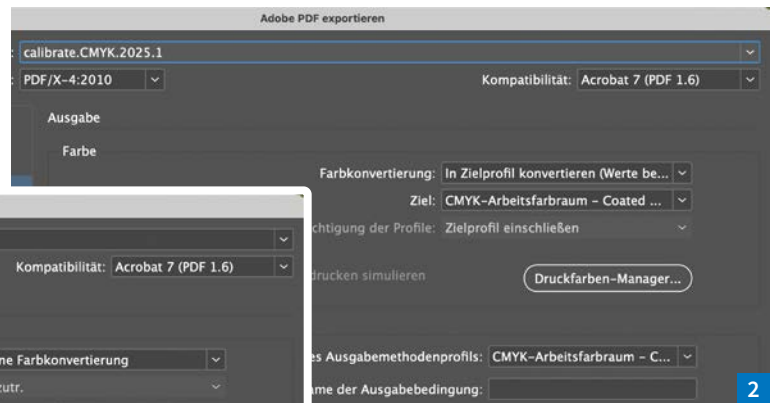 Adobe PDF exportieren
: calibrate.CMYK.2025.1
: PDF/X-4:2010
Kompatibilität: Acrobat 7 (PDF 1.6)
Ausgabe
Farbe
Farbkonvertierung: In Zielprofil konvertieren (Werte be...
Ziel: CMYK-Arbeitsfarbraum - Coated ...
chtigung der Profile: Zielprofil einschließen
drucken simulieren
Druckfarben-Manager...
es Ausgabemethodenprofils: CMYK-Arbeitsfarbraum - C...
me der Ausgabebedingung:
Kompatibilität: Acrobat 7 (PDF 1.6)
ne Farbkonvertierung
zutr.
2